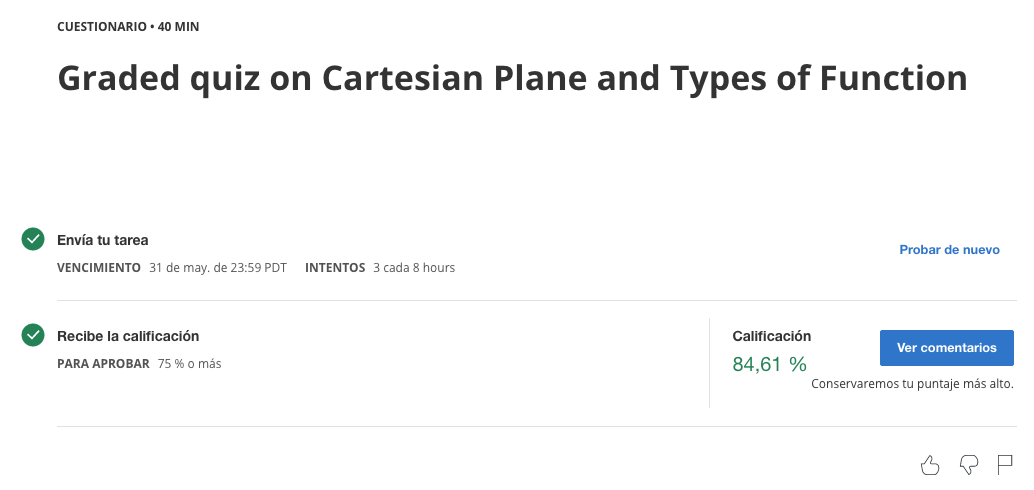 CUESTIONARIO • 40 MIN
Graded quiz on Cartesian Plane and Types of Function
Envía tu tarea
VENCIMIENTO 31 de may. de 23:59 PDT INTENTOS 3 cada 8 hours
Probar de nuevo
Recibe la calificación
PARA APROBAR 75 % o más
Calificación
84,61 %
Ver comentarios
Conservaremos tu puntaje más alto.